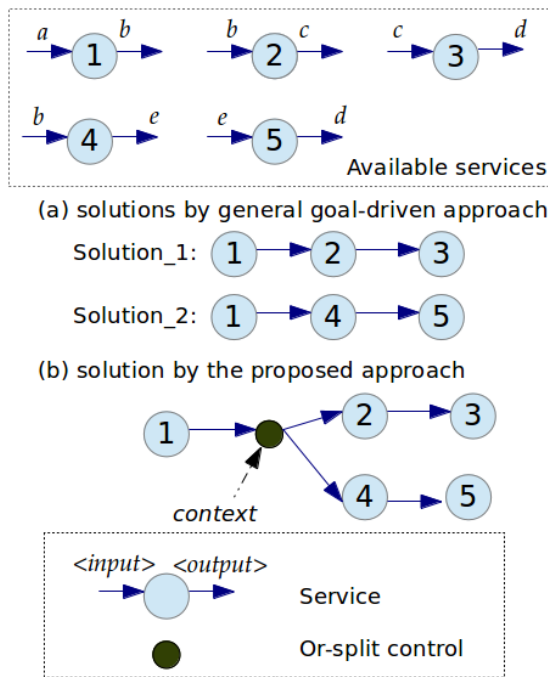 a 1 b b 2 c c 3 d
b 4 e e 5 d
Available services
(a) solutions by general goal-driven approach
Solution_1: 1 2 3
Solution_2: 1 4 5
(b) solution by the proposed approach
1 2 3
4 5
context
<input> <output>
Service
Or-split control